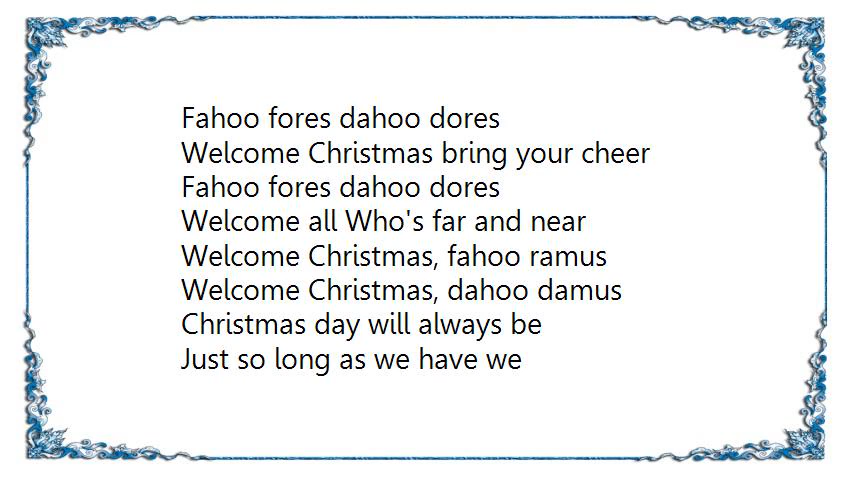 Fahoo fores dahoo dores
Welcome Christmas bring your cheer
Fahoo fores dahoo dores
Welcome all Who's far and near
Welcome Christmas, fahoo ramus
Welcome Christmas, dahoo damus
Christmas day will always be
Just so long as we have we